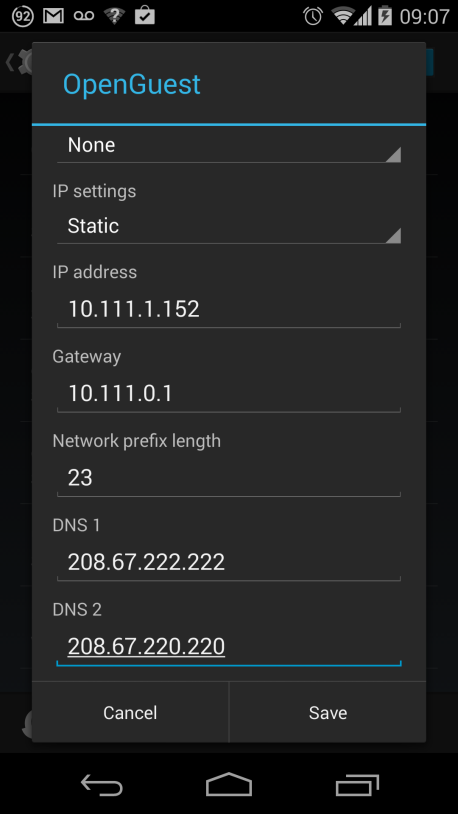 92
09:07
OpenGuest
None
IP settings
Static
IP address
10.111.1.152
Gateway
10.111.0.1
Network prefix length
23
DNS 1
208.67.222.222
DNS 2
208.67.220.220
Cancel
Save